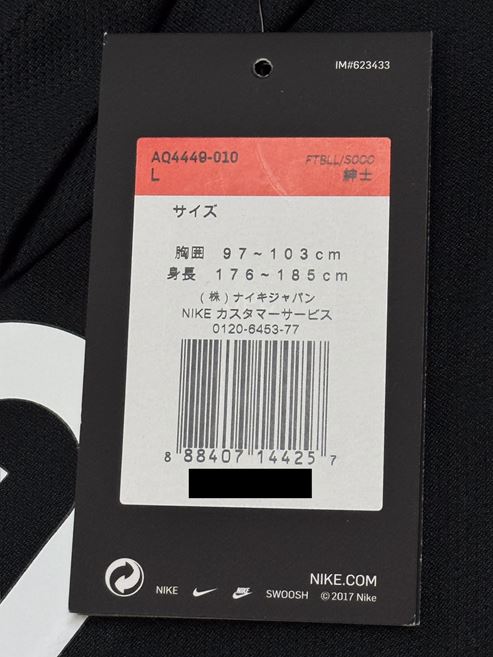 IM#623433
AQ4449-010 FTBLL/SOCC
L 紳士
サイズ
胸囲 97~103cm
身長 176~185cm
(株)ナイキジャパン
NIKE カスタマーサービス
0120-6453-77
8 88407 14425 7
NIKE.COM
NIKE SWOOSH ©2017 Nike